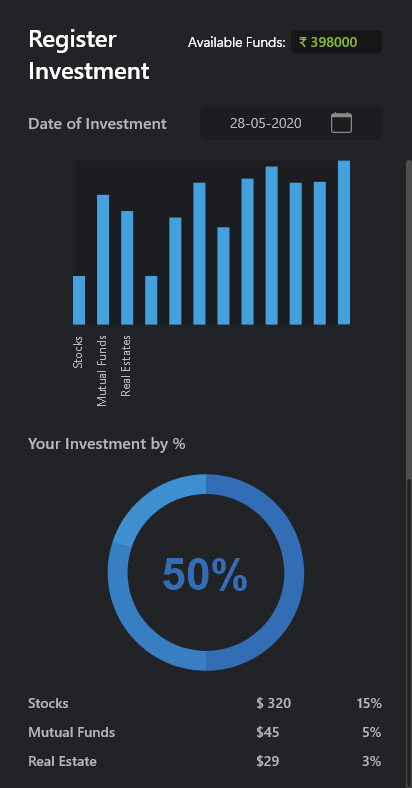 Register
Investment
Available Funds: ₹ 398000
Date of Investment 28-05-2020
Stocks
Mutual Funds
Real Estates
Your Investment by %
50%
Stocks $ 320 15%
Mutual Funds $45 5%
Real Estate $29 3%